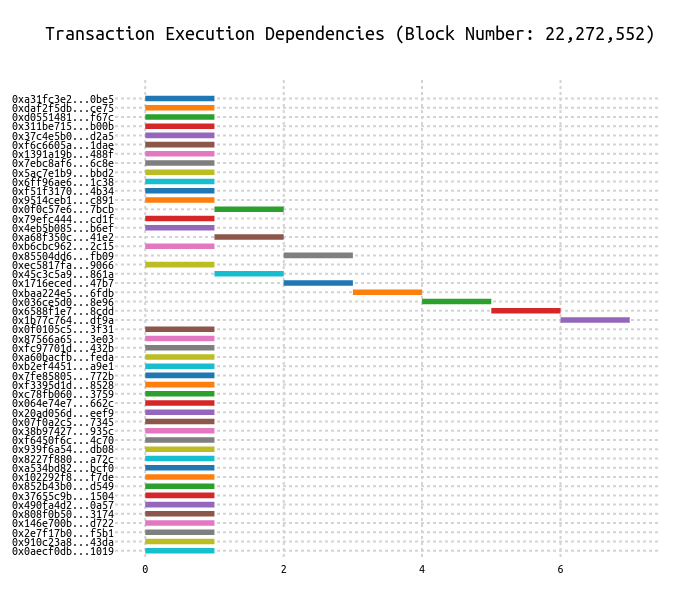 Transaction Execution Dependencies (Block Number: 22,272,552)
0xa31fc3e2...0be5
0xdaf2f5db...ce75
0xd0551481...f67c
0x311be715...b00b
0x37c4e5b0...d2a5
0xf6c6605a...1dae
0x1391a19b...488f
0x7ebc8af6...6c8e
0x5ac7e1b9...bbd2
0x6ff96ae6...1c38
0xf51f3170...4b34
0x9514ceb1...c891
0x0f0c57e6...7bcb
0x79efc444...cd1f
0x4eb5b085...b6ef
0xa68f350c...41e2
0xb6cbc962...2c15
0x85504dd6...fb09
0xec5817fa...9066
0x45c3c5a9...861a
0x1716eced...47b7
0xbaa224e5...6fdb
0x036ce5d0...8e96
0x6588f1e7...8cdd
0x1b77c764...df9a
0x0f0105c5...3f31
0x87566a65...3e03
0xfc97701d...432b
0xa60bacfb...feda
0xb2ef4451...a9e1
0x7fe85805...772b
0xf3395d1d...8528
0xc78fb060...3759
0x064e74e7...662c
0x20ad056d...eef9
0x07f0a2c5...7345
0x38b97427...935c
0xf6450f6c...4c70
0x939f6a54...db08
0x8227f880...a72c
0xa534bd82...bcf0
0x102292f8...f7de
0x852b43b0...d549
0x37655c9b...1504
0x490fa4d2...0a57
0x808f0b50...3174
0x146e700b...d722
0x2e7f17b0...f5b1
0x910c23a8...43da
0x0aecf0db...1019
0 2 4 6